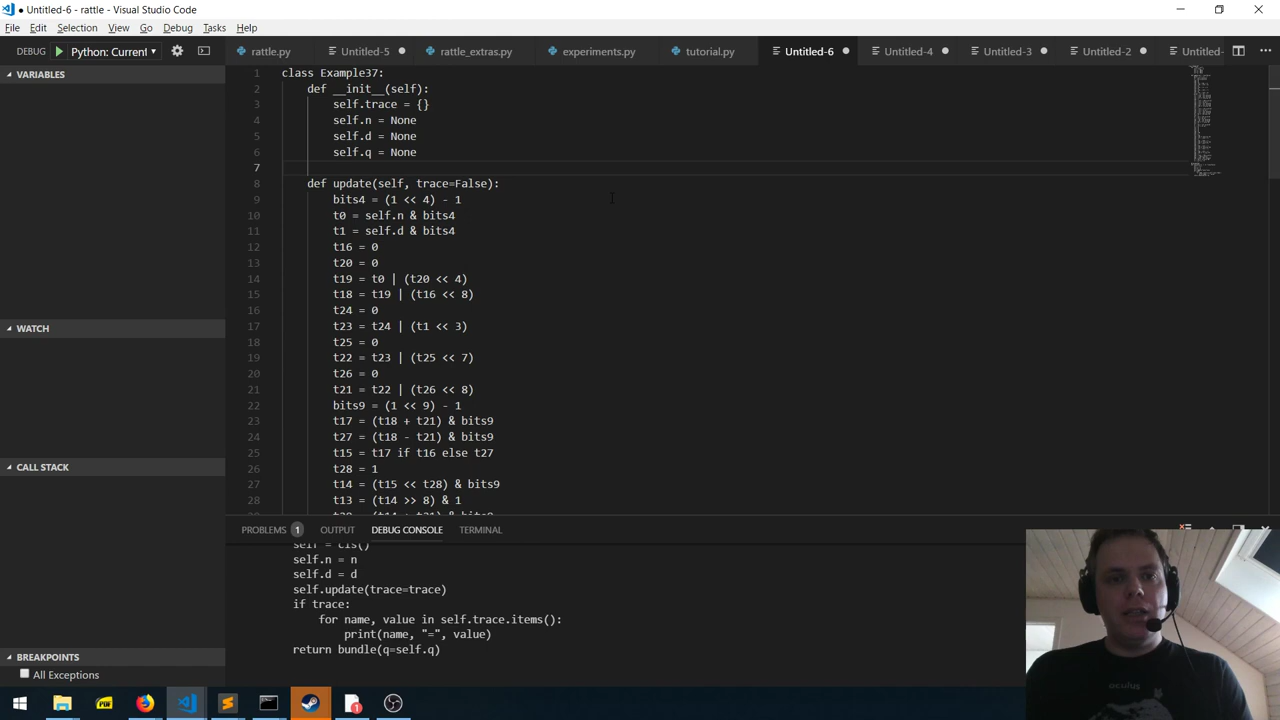 ● Untitled-6 - rattle - Visual Studio Code
File Edit Selection View Go Debug Tasks Help
DEBUG Python: Current
rattle.py Untitled-5 rattle_extras.py experiments.py tutorial.py Untitled-6 Untitled-4 Untitled-3 Untitled-2 Untitled-
VARIABLES
WATCH
CALL STACK
BREAKPOINTS
All Exceptions
1 class Example37:
2 def __init__(self):
3 self.trace = {}
4 self.n = None
5 self.d = None
6 self.q = None
7
8 def update(self, trace=False):
9 bits4 = (1 << 4) - 1
10 t0 = self.n & bits4
11 t1 = self.d & bits4
12 t16 = 0
13 t20 = 0
14 t19 = t0 | (t20 << 4)
15 t18 = t19 | (t16 << 8)
16 t24 = 0
17 t23 = t24 | (t1 << 3)
18 t25 = 0
19 t22 = t23 | (t25 << 7)
20 t26 = 0
21 t21 = t22 | (t26 << 8)
22 bits9 = (1 << 9) - 1
23 t17 = (t18 + t21) & bits9
24 t27 = (t18 - t21) & bits9
25 t15 = t17 if t16 else t27
26 t28 = 1
27 t14 = (t15 << t28) & bits9
28 t13 = (t14 >> 8) & 1
PROBLEMS 1 OUTPUT DEBUG CONSOLE TERMINAL
self = cls()
self.n = n
self.d = d
self.update(trace=trace)
if trace:
for name, value in self.trace.items():
print(name, "=", value)
return bundle(q=self.q)
oculus